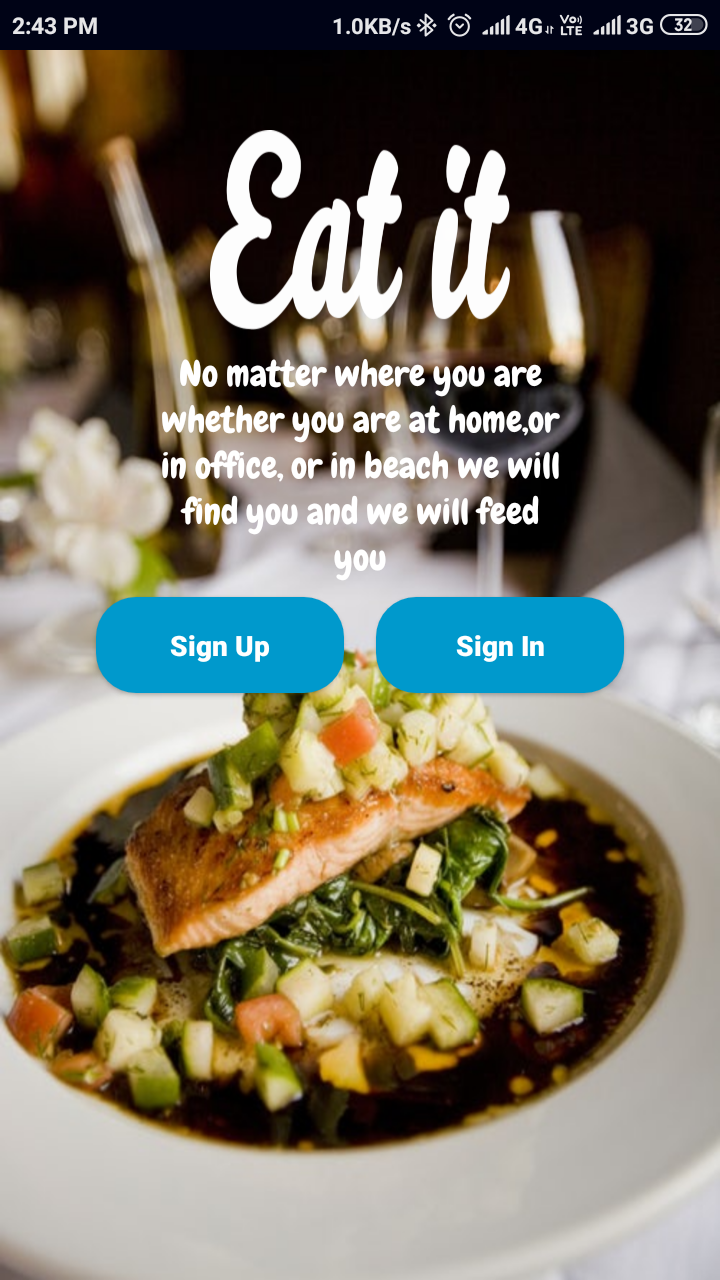 2:43 PM 1.0KB/s 4G Vo) LTE 3G 32
Eat it
No matter where you are
whether you are at home,or
in office, or in beach we will
find you and we will feed
you
Sign Up Sign In